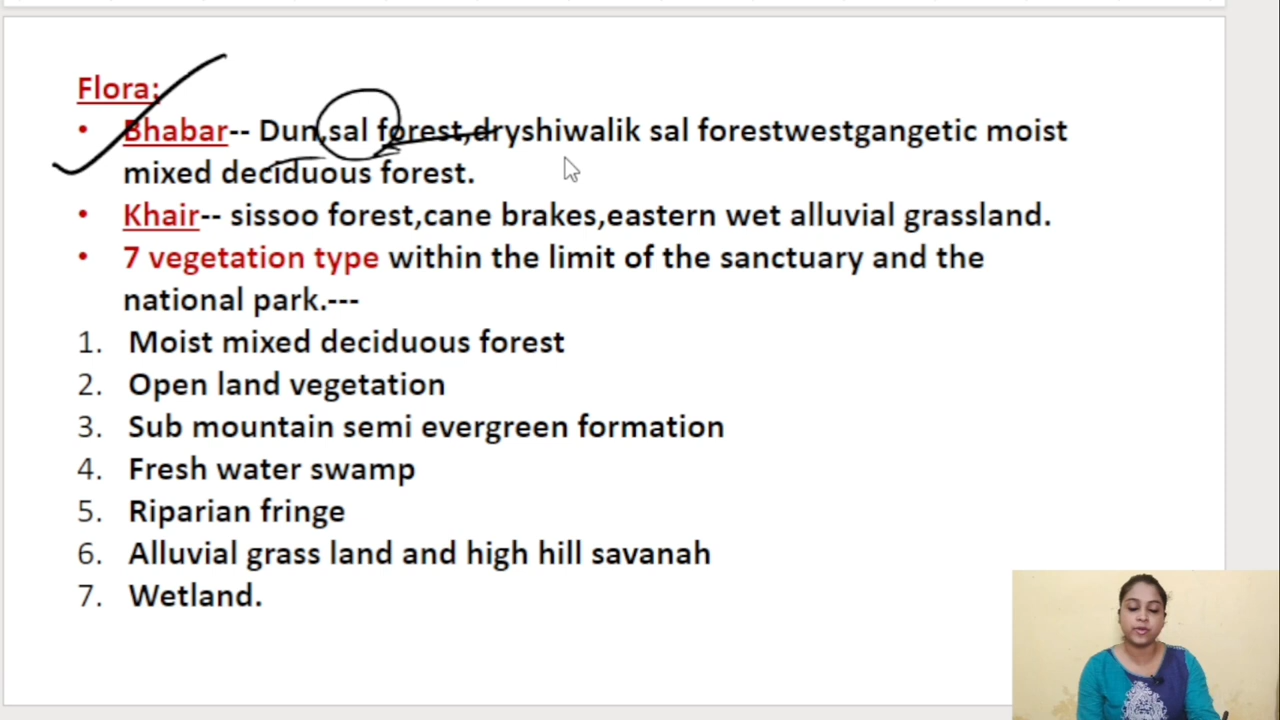 Flora;
• Bhabar-- Dun,sal forest,dryshiwalik sal forestwestgangetic moist
mixed deciduous forest.
• Khair-- sissoo forest,cane brakes,eastern wet alluvial grassland.
• 7 vegetation type within the limit of the sanctuary and the
national park.---
1. Moist mixed deciduous forest
2. Open land vegetation
3. Sub mountain semi evergreen formation
4. Fresh water swamp
5. Riparian fringe
6. Alluvial grass land and high hill savanah
7. Wetland.